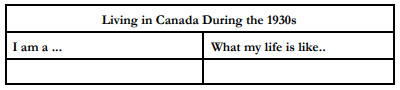 Living in Canada During the 1930s
I am a ...
What my life is like..